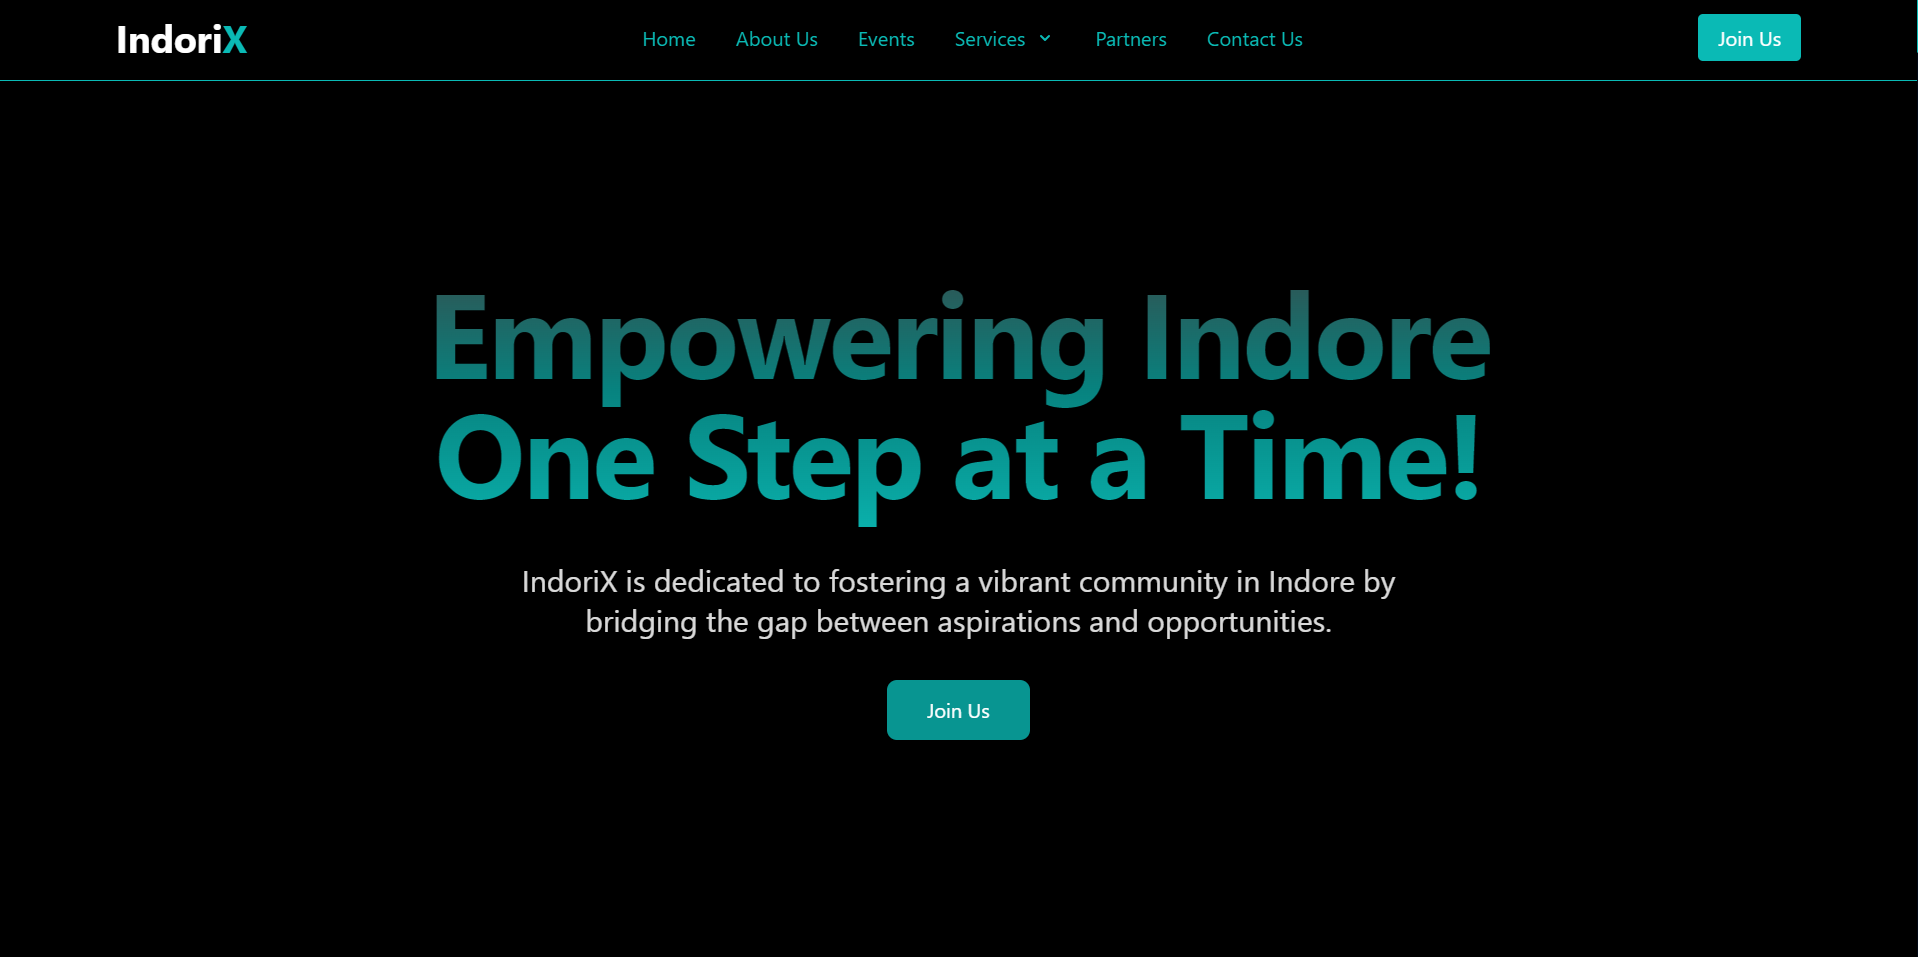 IndoriX
Home About Us Events Services Partners Contact Us
Join Us
Empowering Indore
One Step at a Time!
IndoriX is dedicated to fostering a vibrant community in Indore by
bridging the gap between aspirations and opportunities.
Join Us